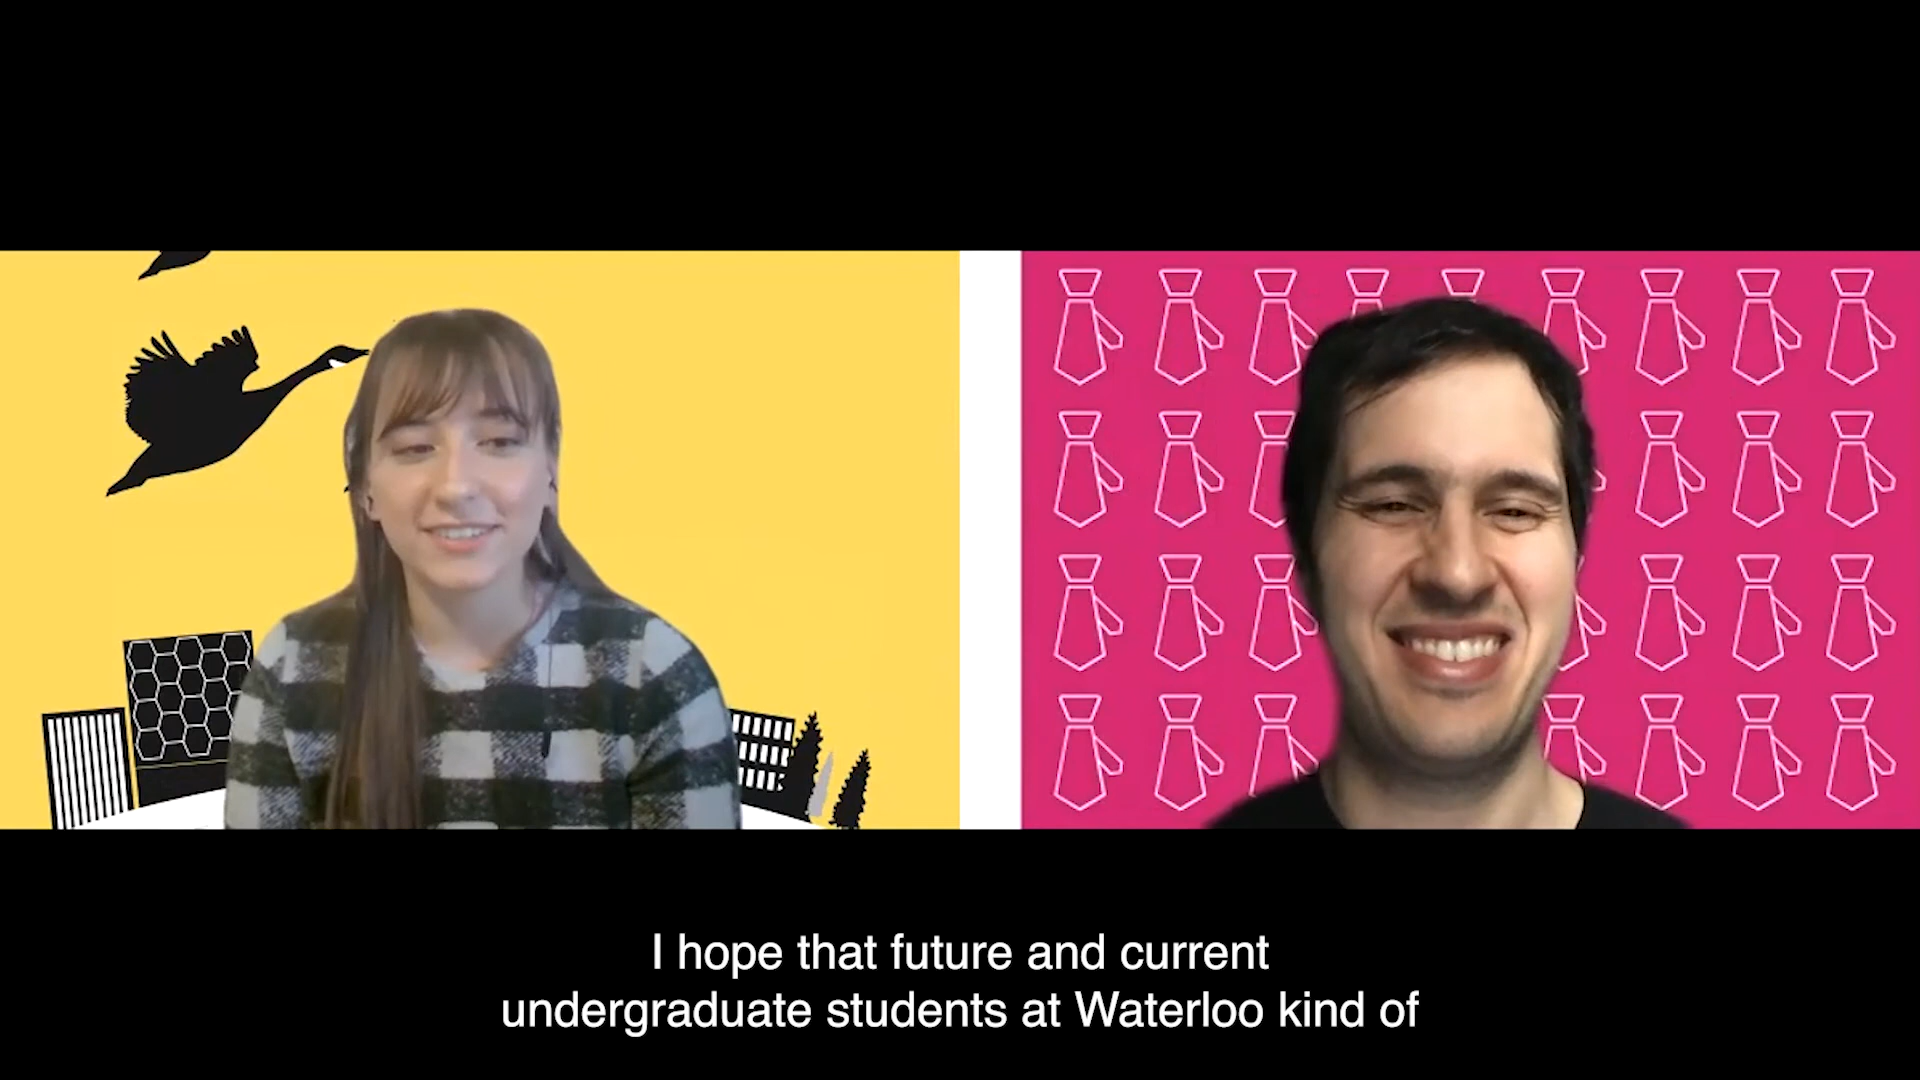 I hope that future and current
undergraduate students at Waterloo kind of